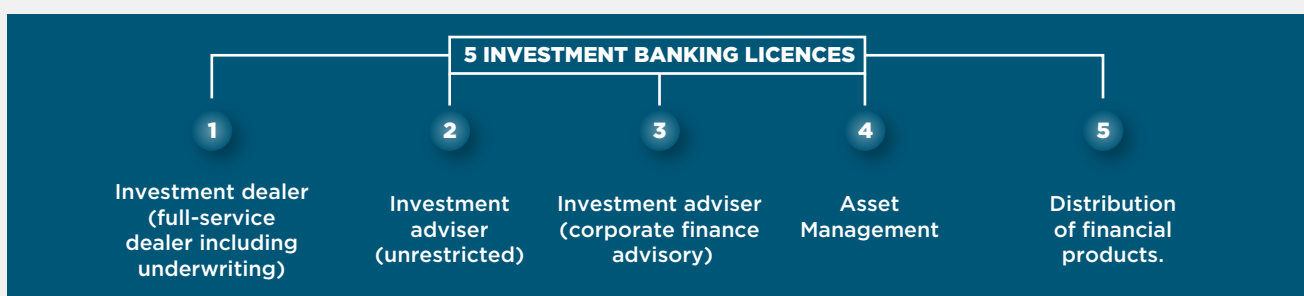 5 INVESTMENT BANKING LICENCES
1
Investment dealer
(full-service
dealer including
underwriting)
2
Investment
adviser
(unrestricted)
3
Investment adviser
(corporate finance
advisory)
4
Asset
Management
5
Distribution
of financial
products.